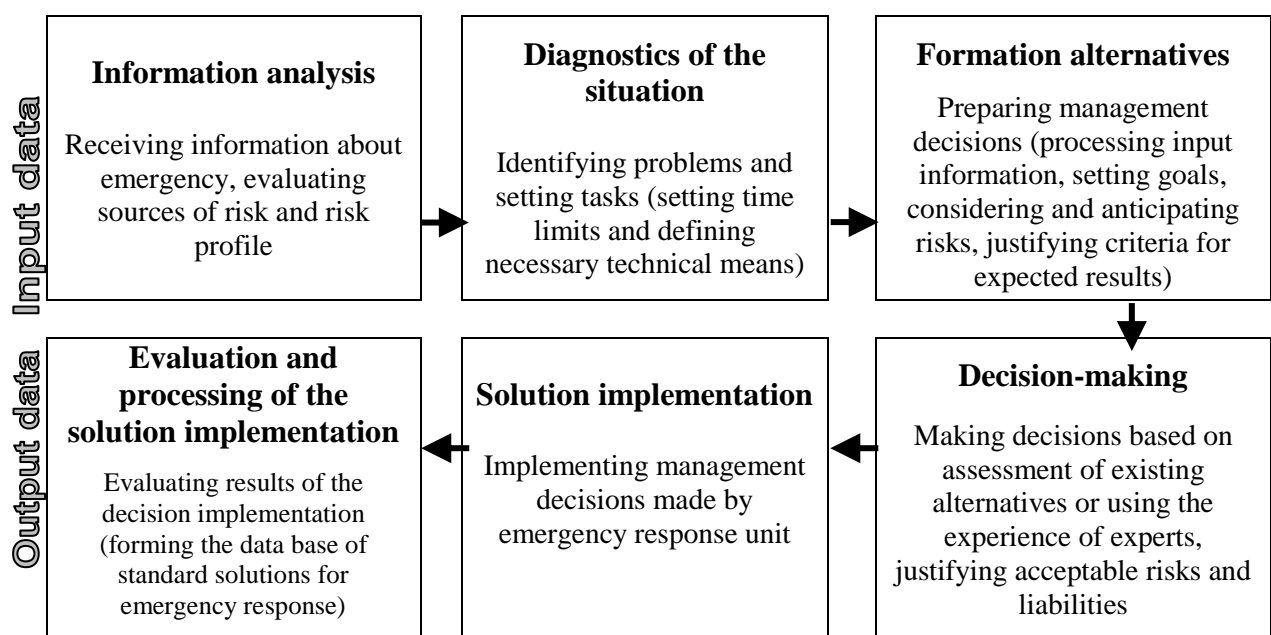 Input data
Information analysis
Receiving information about
emergency, evaluating
sources of risk and risk
profile
Diagnostics of the
situation
Identifying problems and
setting tasks (setting time
limits and defining
necessary technical means)
Formation alternatives
Preparing management
decisions (processing input
information, setting goals,
considering and anticipating
risks, justifying criteria for
expected results)
Output data
Evaluation and
processing of the
solution implementation
Evaluating results of the
decision implementation
(forming the data base of
standard solutions for
emergency response)
Solution implementation
Implementing management
decisions made by
emergency response unit
Decision-making
Making decisions based on
assessment of existing
alternatives or using the
experience of experts,
justifying acceptable risks and
liabilities